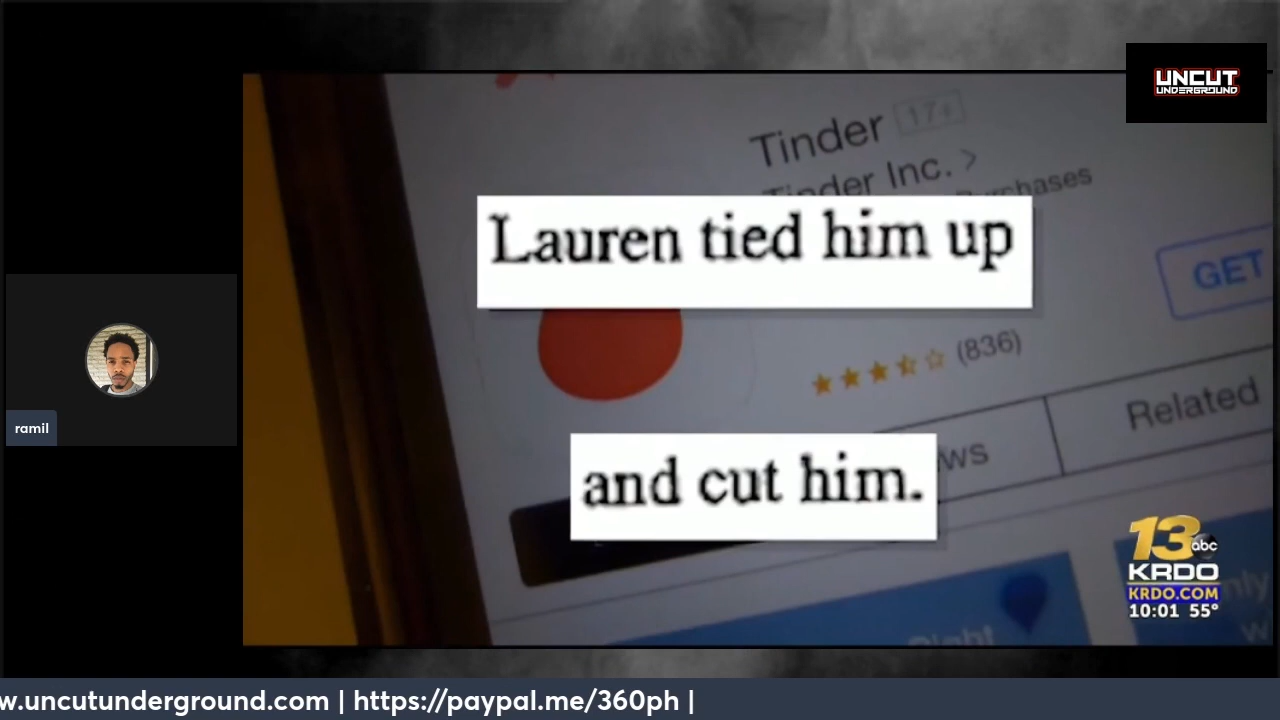 UNCUT
UNDERGROUND
Tinder 17+
Tinder Inc. >
Purchases
Lauren tied him up
GET
(836)
Related
and cut him.
13 abc
KRDO
KRDO.COM
10:01 55°
ramil
w.uncutunderground.com | https://paypal.me/360ph |